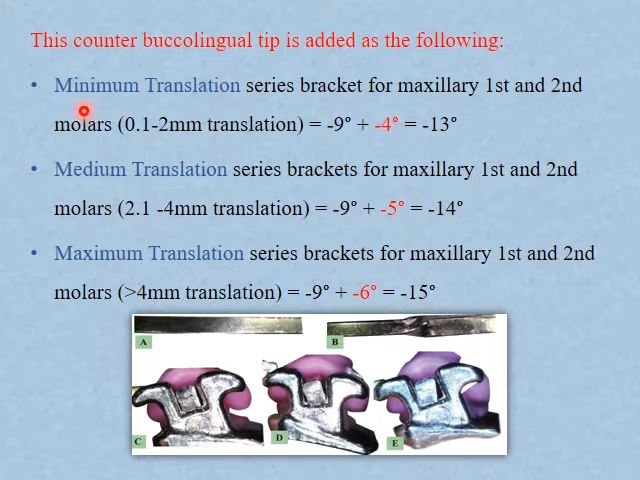 This counter buccolingual tip is added as the following:
• Minimum Translation series bracket for maxillary 1st and 2nd
molars (0.1-2mm translation) = -9° + -4° = -13°
• Medium Translation series brackets for maxillary 1st and 2nd
molars (2.1 -4mm translation) = -9° + -5° = -14°
• Maximum Translation series brackets for maxillary 1st and 2nd
molars (>4mm translation) = -9° + -6° = -15°
A B
C D E